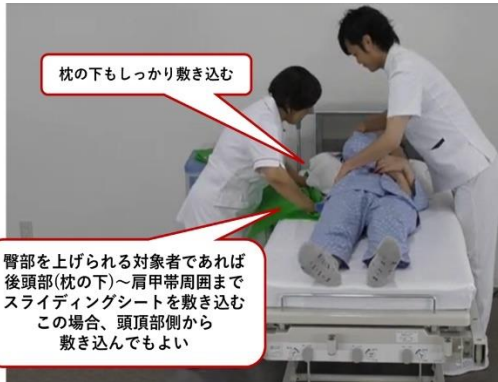 枕の下もしっかり敷き込む
臀部を上げられる対象者であれば
後頭部(枕の下)～肩甲帯周囲まで
スライディングシートを敷き込む
この場合、頭頂部側から
敷き込んでもよい